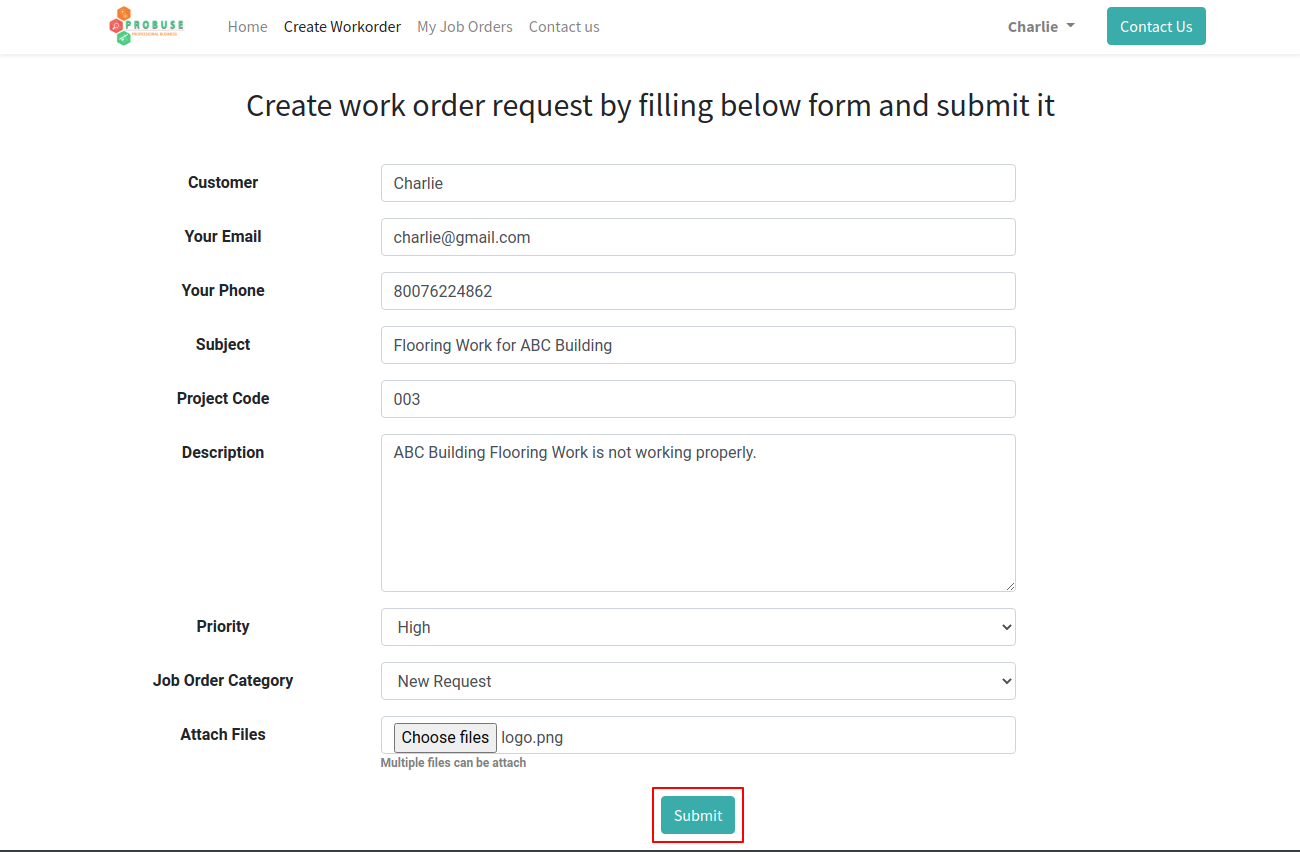 PROBUSE
Home Create Workorder My Job Orders Contact us Charlie Contact Us
Create work order request by filling below form and submit it
Customer Charlie
Your Email charlie@gmail.com
Your Phone 80076224862
Subject Flooring Work for ABC Building
Project Code 003
Description ABC Building Flooring Work is not working properly.
Priority High
Job Order Category New Request
Attach Files Choose files logo.png
Multiple files can be attach
Submit